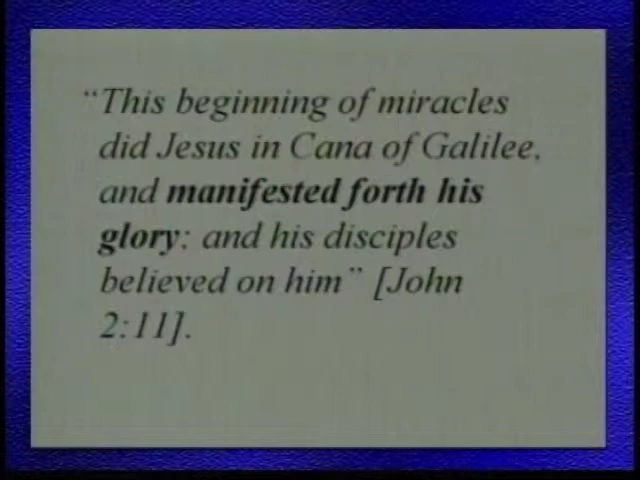 "This beginning of miracles
did Jesus in Cana of Galilee,
and manifested forth his
glory; and his disciples
believed on him" [John
2:11].